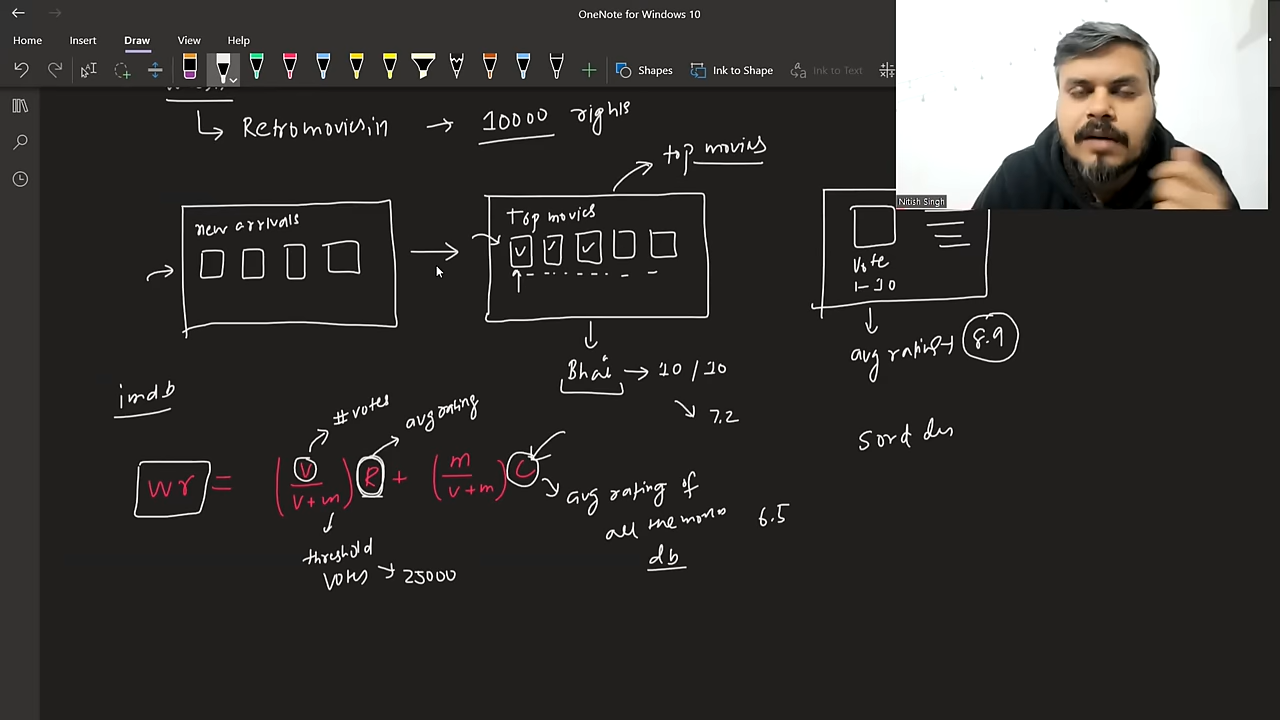 OneNote for Windows 10
Home Insert Draw View Help
Shapes Ink to Shape Ink to Text
Retromovies.in → 10000 rights
top movies
Nitish Singh
new arrivals
Top movies
Vote
1-10
avg rating → 8.9
Bhai → 10/10
7.2
imdb
#votes
avg rating
Sord des
wr = (v/v+m) R + (m/v+m) C
avg rating of
all the movies 6.5
db
threshold
votes → 25000